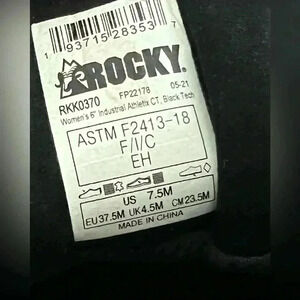 1 93715 28353 7
ROCKY.
RKK0370 FP22178 05-21
Women's 6" Industrial Athletix CT, Black Tech
ASTM F2413-18
F/I/C
EH
US 7.5M
EU 37.5M UK 4.5M CM 23.5M
MADE IN CHINA